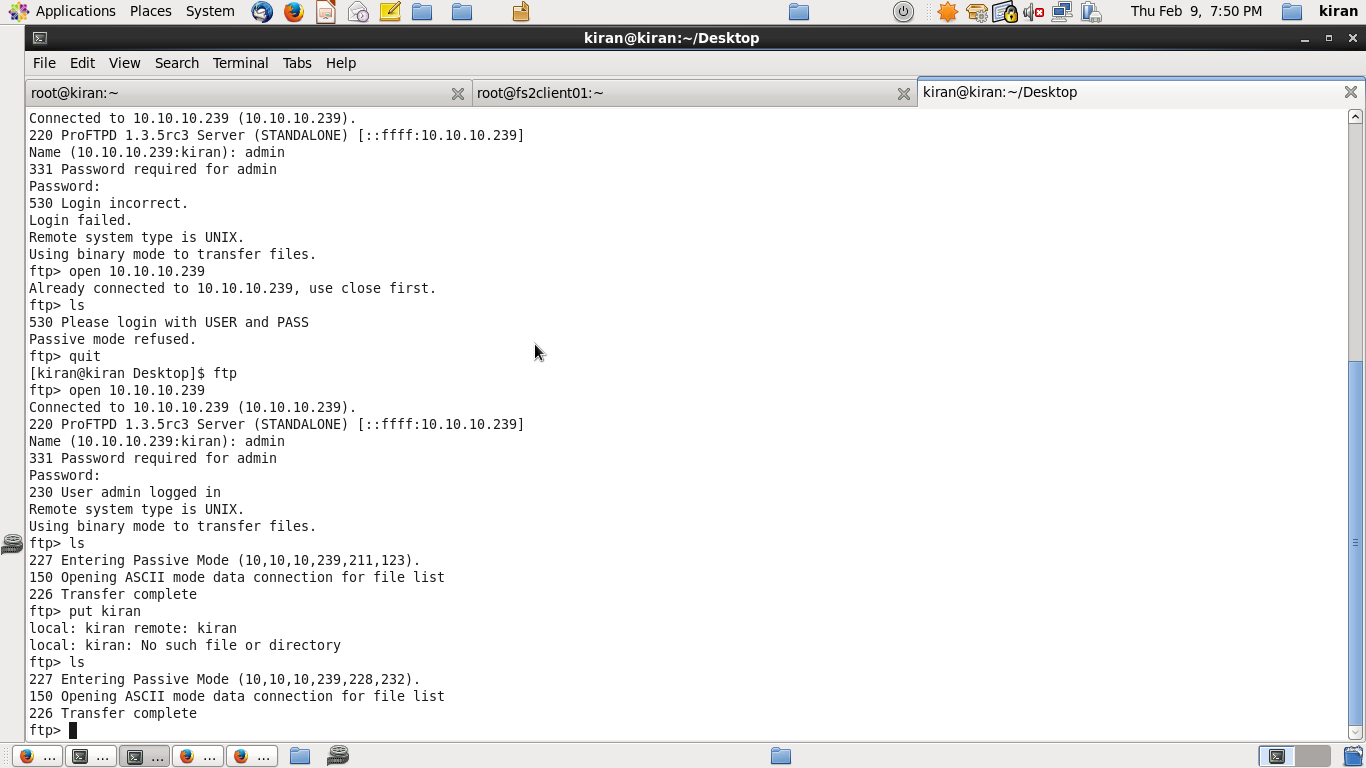 Applications Places System
Thu Feb 9, 7:50 PM
kiran
kiran@kiran:~/Desktop
File Edit View Search Terminal Tabs Help
root@kiran:~
root@fs2client01:~
kiran@kiran:~/Desktop
Connected to 10.10.10.239 (10.10.10.239).
220 ProFTPD 1.3.5rc3 Server (STANDALONE) [::ffff:10.10.10.239]
Name (10.10.10.239:kiran): admin
331 Password required for admin
Password:
530 Login incorrect.
Login failed.
Remote system type is UNIX.
Using binary mode to transfer files.
ftp> open 10.10.10.239
Already connected to 10.10.10.239, use close first.
ftp> ls
530 Please login with USER and PASS
Passive mode refused.
ftp> quit
[kiran@kiran Desktop]$ ftp
ftp> open 10.10.10.239
Connected to 10.10.10.239 (10.10.10.239).
220 ProFTPD 1.3.5rc3 Server (STANDALONE) [::ffff:10.10.10.239]
Name (10.10.10.239:kiran): admin
331 Password required for admin
Password:
230 User admin logged in
Remote system type is UNIX.
Using binary mode to transfer files.
ftp> ls
227 Entering Passive Mode (10,10,10,239,211,123).
150 Opening ASCII mode data connection for file list
226 Transfer complete
ftp> put kiran
local: kiran remote: kiran
local: kiran: No such file or directory
ftp> ls
227 Entering Passive Mode (10,10,10,239,228,232).
150 Opening ASCII mode data connection for file list
226 Transfer complete
ftp>
... ... ... ... ...